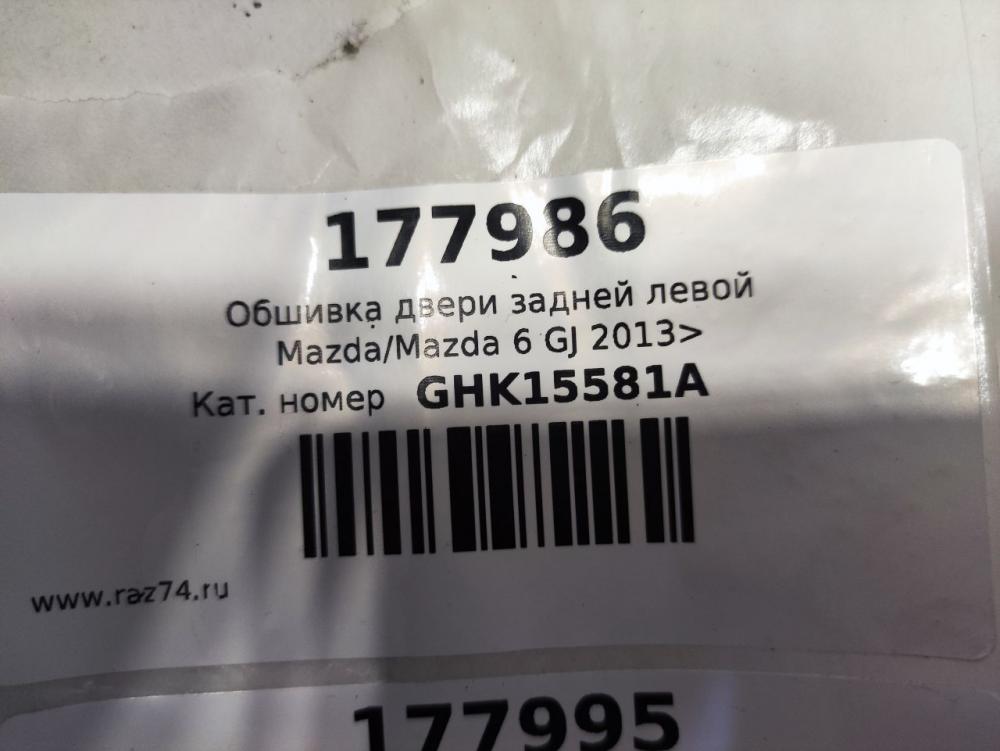 177986
Обшивка двери задней левой
Mazda/Mazda 6 GJ 2013>
Кат. номер GHK15581A
www.raz74.ru
177995